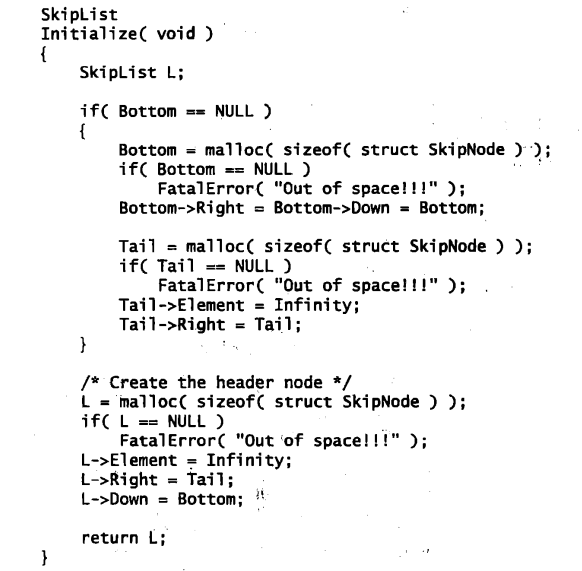 SkipList
Initialize( void )
{
SkipList L;
if( Bottom == NULL )
{
Bottom = malloc( sizeof( struct SkipNode ) );
if( Bottom == NULL )
FatalError( "Out of space!!!" );
Bottom->Right = Bottom->Down = Bottom;
Tail = malloc( sizeof( struct SkipNode ) );
if( Tail == NULL )
FatalError( "Out of space!!!" );
Tail->Element = Infinity;
Tail->Right = Tail;
}
/* Create the header node */
L = malloc( sizeof( struct SkipNode ) );
if( L == NULL )
FatalError( "Out of space!!!" );
L->Element = Infinity;
L->Right = Tail;
L->Down = Bottom;
return L;
}